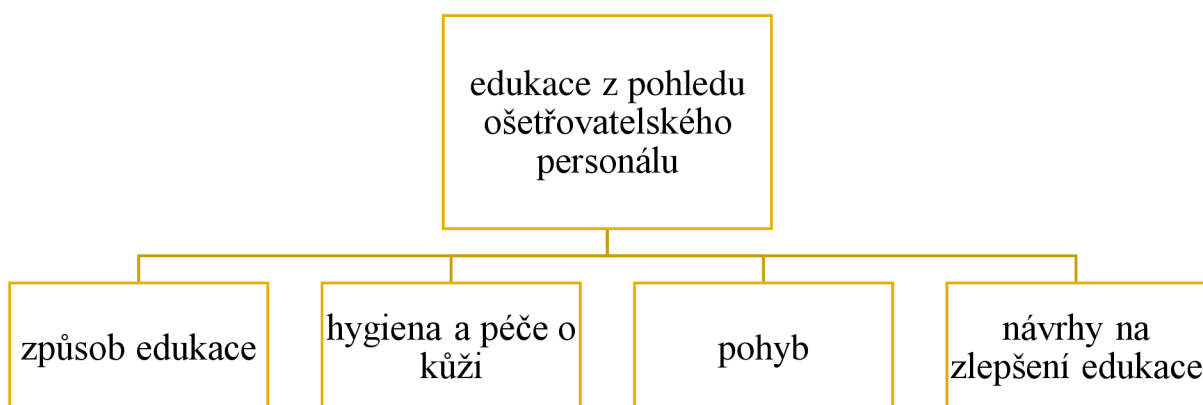 edukace z pohledu
ošetřovatelského
personálu
způsob edukace
hygiena a péče o
kůži
pohyb
návrhy na
zlepšení edukace